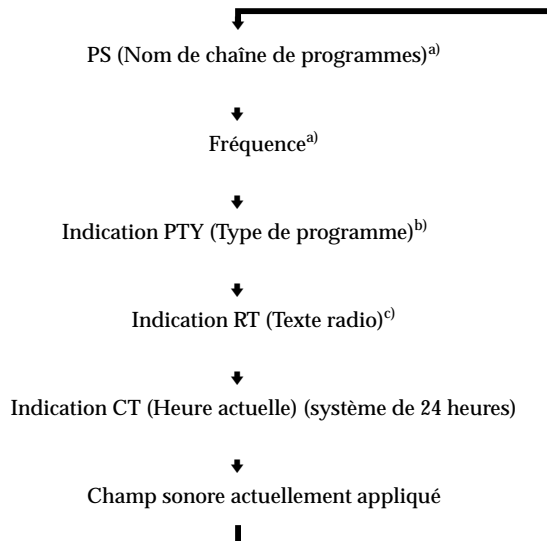 PS (Nom de chaîne de programmes)a)
Fréquencea)
Indication PTY (Type de programme)b)
Indication RT (Texte radio)c)
Indication CT (Heure actuelle) (système de 24 heures)
Champ sonore actuellement appliqué